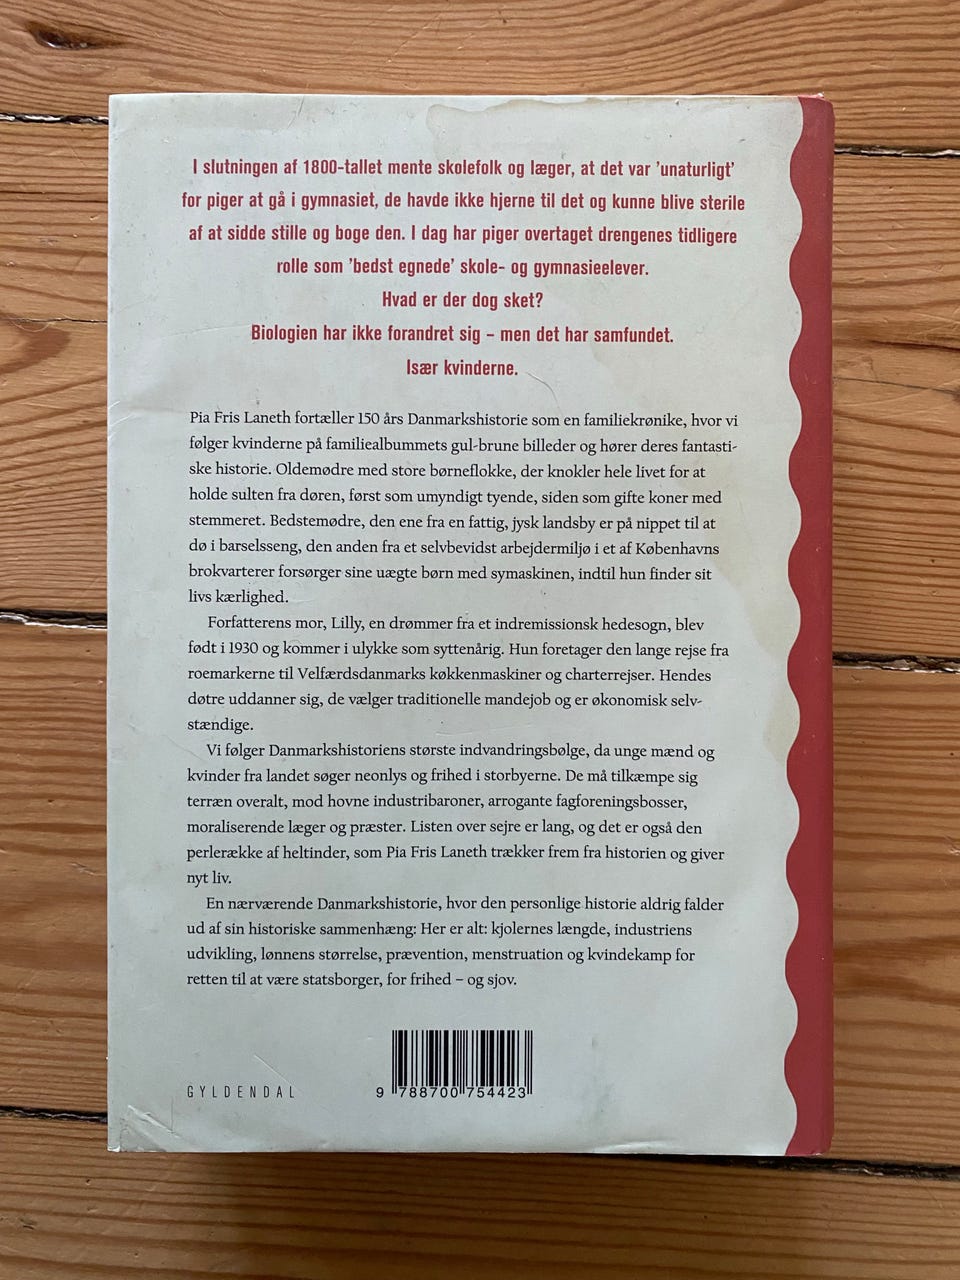 I slutningen af 1800-tallet mente skolefolk og læger, at det var ’unaturligt’
for piger at gå i gymnasiet, de havde ikke hjerne til det og kunne blive sterile
af at sidde stille og boge den. I dag har piger overtaget drengenes tidligere
rolle som ’bedst egnede’ skole- og gymnasieelever.
Hvad er der dog sket?
Biologien har ikke forandret sig – men det har samfundet.
Især kvinderne.
Pia Fris Laneth fortæller 150 års Danmarkshistorie som en familiekrønike, hvor vi
følger kvinderne på familiealbummets gul-brune billeder og hører deres fantasti-
ske historie. Oldemødre med store børneflokke, der knokler hele livet for at
holde sulten fra døren, først som umyndigt tyende, siden som gifte koner med
stemmeret. Bedstemødre, den ene fra en fattig, jysk landsby er på nippet til at
dø i barselsseng, den anden fra et selvbevidst arbejdermiljø i et af Københavns
brokvarterer forsørger sine uægte børn med symaskinen, indtil hun finder sit
livs kærlighed.
Forfatterens mor, Lilly, en drømmer fra et indremissionsk hedesogn, blev
født i 1930 og kommer i ulykke som syttenårig. Hun foretager den lange rejse fra
roemarkerne til Velfærdsdanmarks køkkenmaskiner og charterrejser. Hendes
døtre uddanner sig, de vælger traditionelle mandejob og er økonomisk selv-
stændige.
Vi følger Danmarkshistoriens største indvandringsbølge, da unge mænd og
kvinder fra landet søger neonlys og frihed i storbyerne. De må tilkæmpe sig
terræn overalt, mod hovne industribaroner, arrogante fagforeningsbosser,
moraliserende læger og præster. Listen over sejre er lang, og det er også den
perlerække af heltinder, som Pia Fris Laneth trækker frem fra historien og giver
nyt liv.
En nærværende Danmarkshistorie, hvor den personlige historie aldrig falder
ud af sin historiske sammenhæng: Her er alt: kjolernes længde, industriens
udvikling, lønnens størrelse, prævention, menstruation og kvindekamp for
retten til at være statsborger, for frihed – og sjov.
GYLDENDAL
9 788700 754423